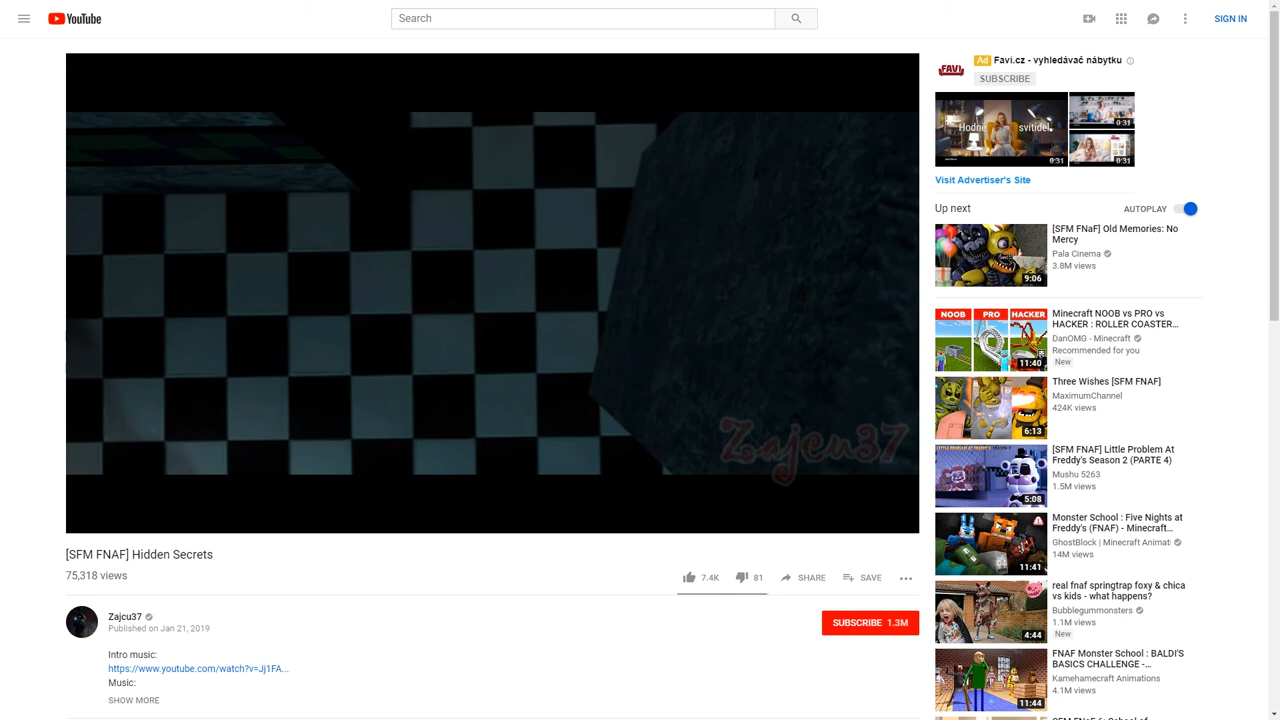 YouTube
Search
SIGN IN
Zajcu37
[SFM FNAF] Hidden Secrets
75,318 views
7.4K
81
SHARE
SAVE
Zajcu37
Published on Jan 21, 2019
SUBSCRIBE 1.3M
Intro music:
https://www.youtube.com/watch?v=Jj1FA...
Music:
SHOW MORE
FAVI
Ad Favi.cz - vyhledávač nábytku
SUBSCRIBE
Hodně svítidel.
0:31
0:31
0:31
Visit Advertiser's Site
Up next
AUTOPLAY
[SFM FNaF] Old Memories: No
Mercy
Pala Cinema
3.8M views
9:06
NOOB PRO HACKER
Minecraft NOOB vs PRO vs
HACKER : ROLLER COASTER...
DanOMG - Minecraft
Recommended for you
New
11:40
Three Wishes [SFM FNAF]
MaximumChannel
424K views
6:13
[SFM FNAF] Little Problem At
Freddy's Season 2 (PARTE 4)
Mushu 5263
1.5M views
5:08
Monster School : Five Nights at
Freddy's (FNAF) - Minecraft...
GhostBlock | Minecraft Animati
14M views
11:41
real fnaf springtrap foxy & chica
vs kids - what happens?
Bubblegummonsters
1.1M views
New
4:44
FNAF Monster School : BALDI'S
BASICS CHALLENGE -...
Kamehamecraft Animations
4.1M views
11:44